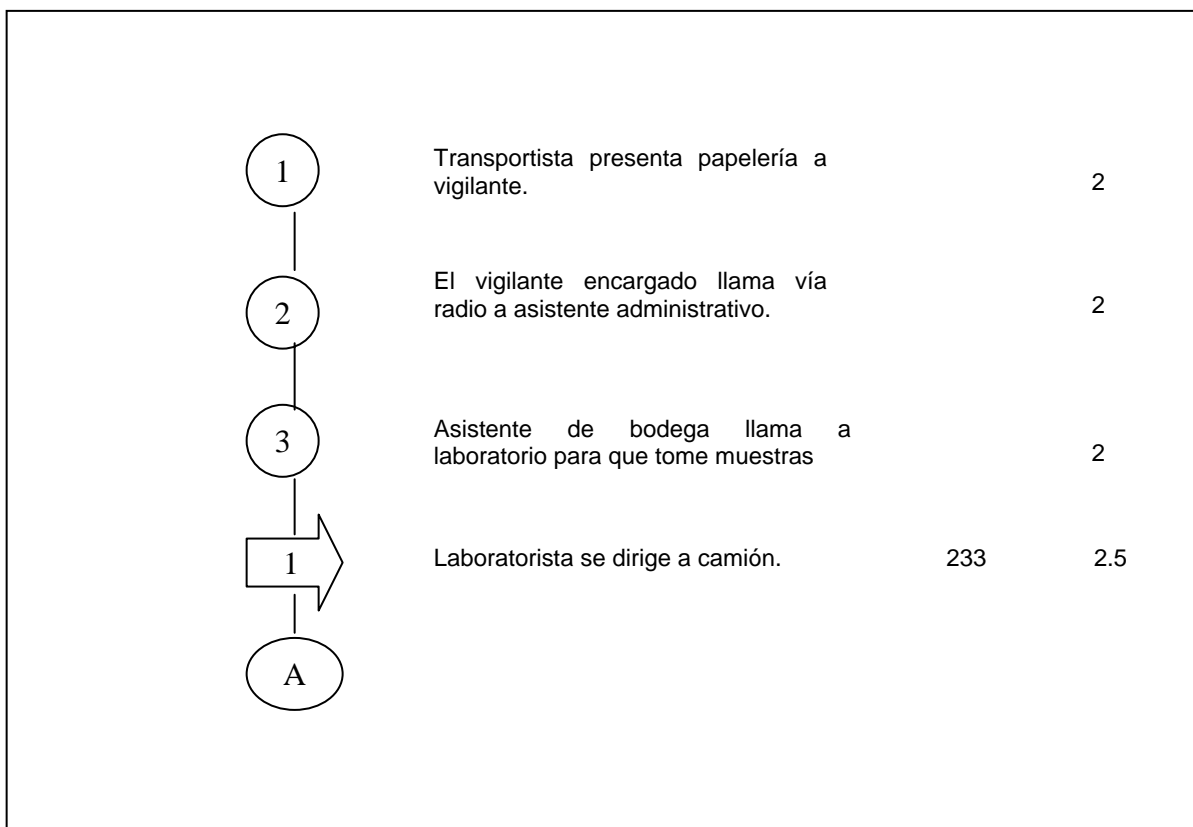 1
Transportista presenta papelería a
vigilante.
2
2
El vigilante encargado llama vía
radio a asistente administrativo.
2
3
Asistente de bodega llama a
laboratorio para que tome muestras
2
1
Laboratorista se dirige a camión.
233
2.5
A